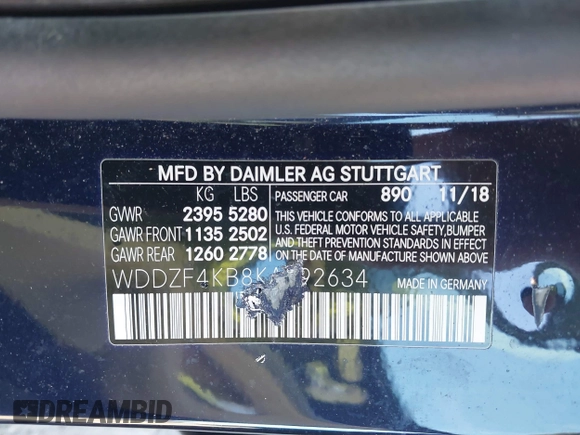 MFD BY DAIMLER AG STUTTGART
KG LBS
GVWR 2395 5280
GAWR FRONT 1135 2502
GAWR REAR 1260 2778
PASSENGER CAR 890 11/18
THIS VEHICLE CONFORMS TO ALL APPLICABLE
U.S. FEDERAL MOTOR VEHICLE SAFETY,BUMPER
AND THEFT PREVENTION STANDARDS IN EFFECT
ON THE DATE OF MANUFACTURE SHOWN ABOVE.
MADE IN GERMANY
DREAMBID